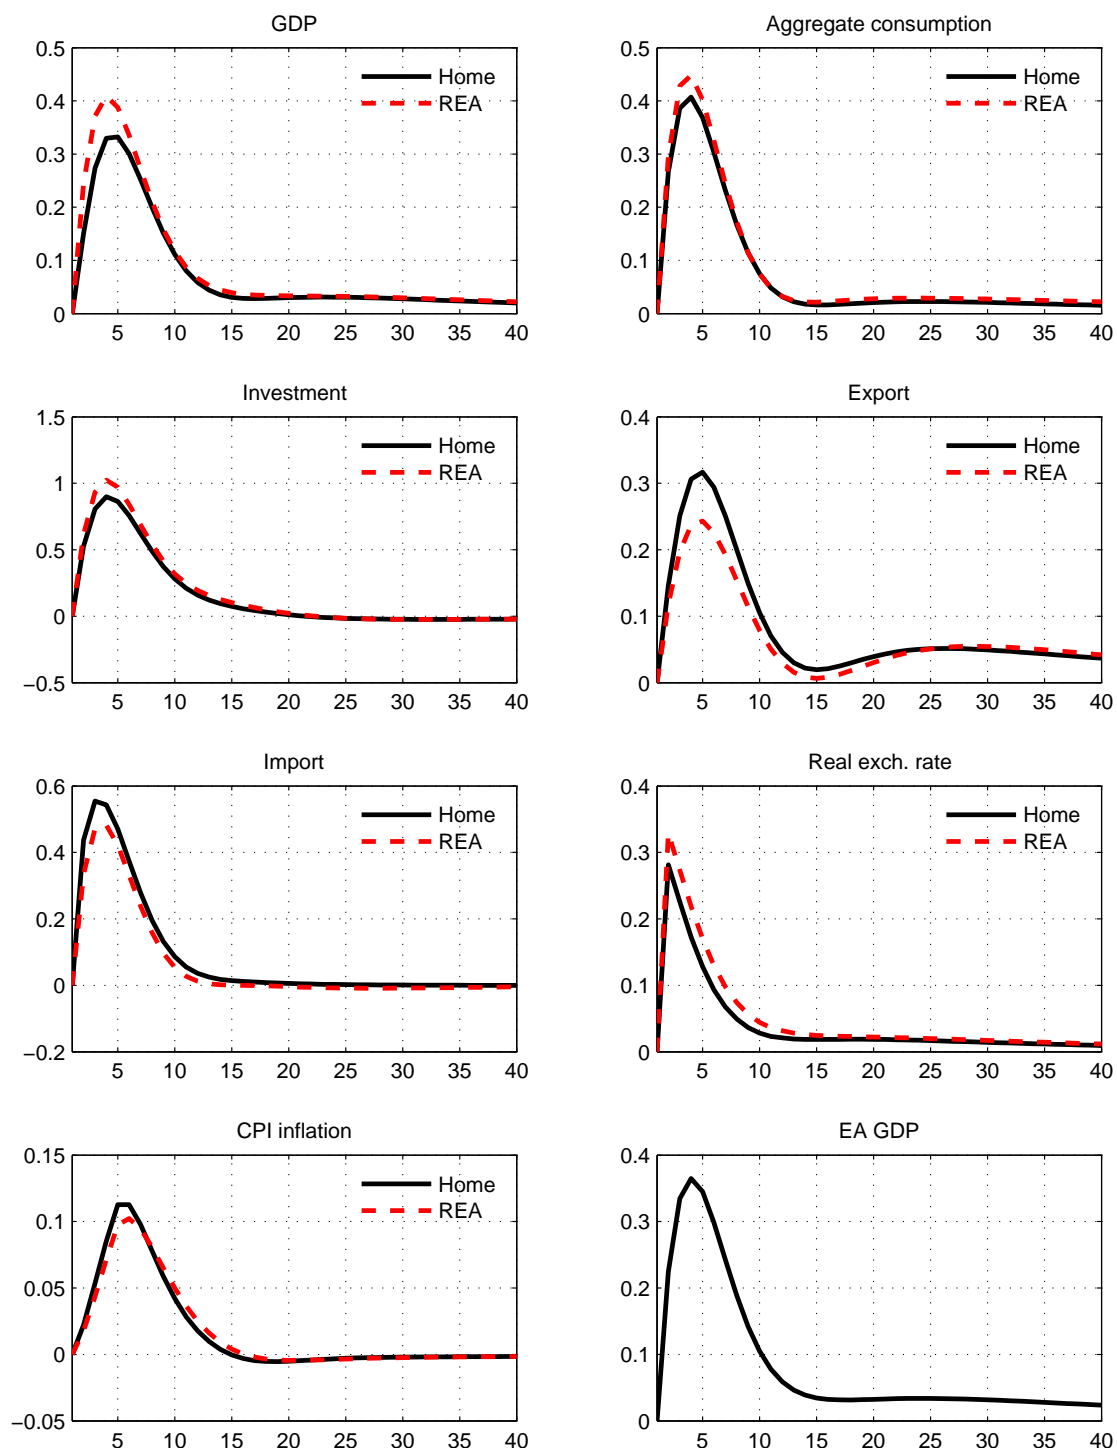 GDP
0.5
0.4
0.3
0.2
0.1
0
5 10 15 20 25 30 35 40
Home
REA
Aggregate consumption
0.5
0.4
0.3
0.2
0.1
0
5 10 15 20 25 30 35 40
Home
REA
Investment
1.5
1
0.5
0
−0.5
5 10 15 20 25 30 35 40
Home
REA
Export
0.4
0.3
0.2
0.1
0
5 10 15 20 25 30 35 40
Home
REA
Import
0.6
0.4
0.2
0
−0.2
5 10 15 20 25 30 35 40
Home
REA
Real exch. rate
0.4
0.3
0.2
0.1
0
5 10 15 20 25 30 35 40
Home
REA
CPI inflation
0.15
0.1
0.05
0
−0.05
5 10 15 20 25 30 35 40
Home
REA
EA GDP
0.4
0.3
0.2
0.1
0
5 10 15 20 25 30 35 40